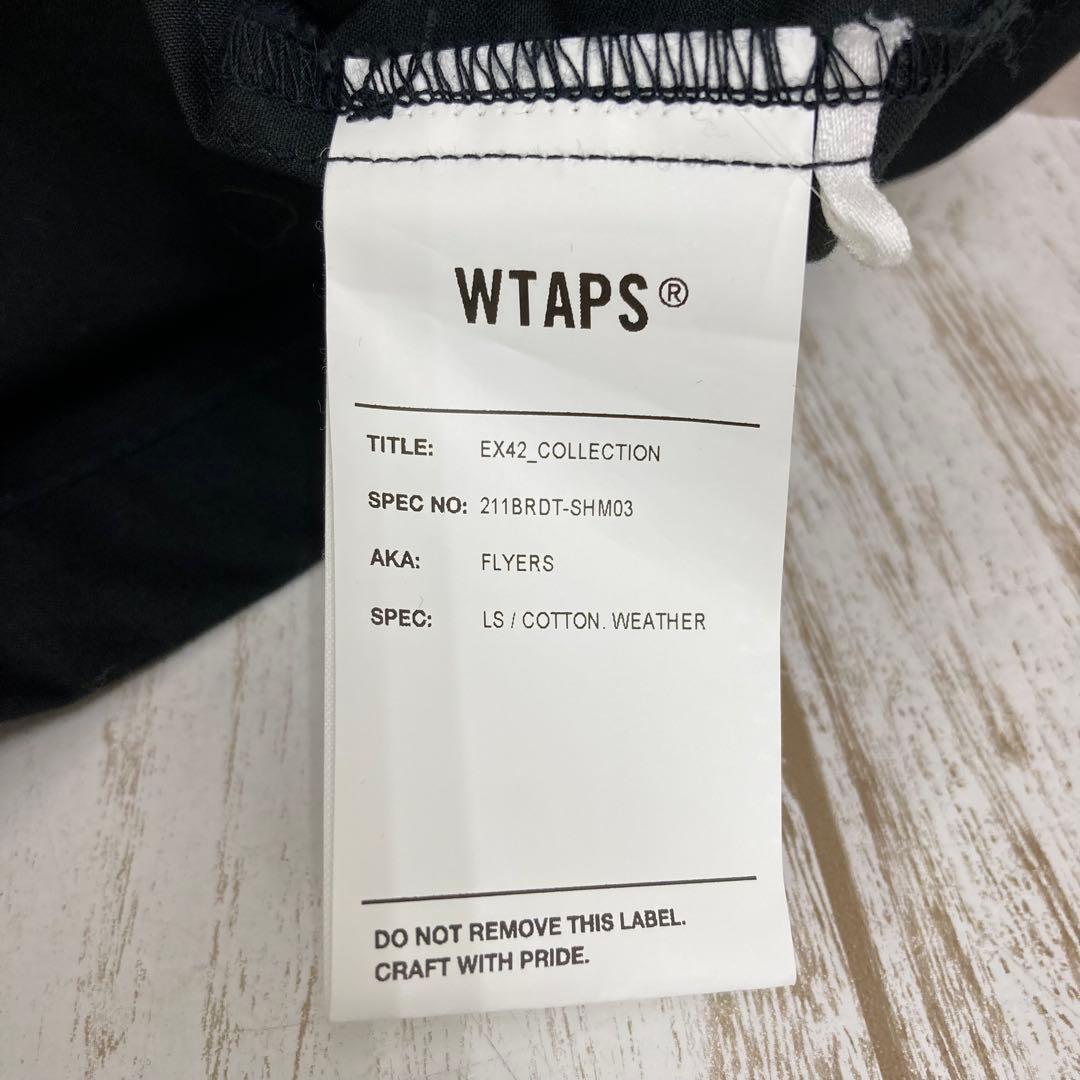 WTAPS®
TITLE: EX42_COLLECTION
SPEC NO: 211BRDT-SHM03
AKA: FLYERS
SPEC: LS / COTTON. WEATHER
DO NOT REMOVE THIS LABEL.
CRAFT WITH PRIDE.